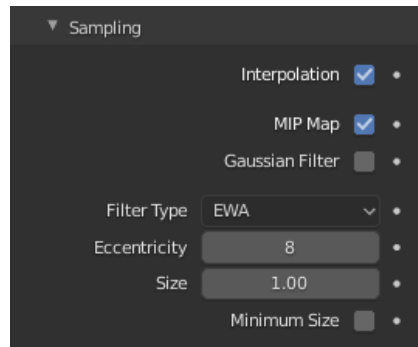 Sampling
Interpolation
MIP Map
Gaussian Filter
Filter Type EWA
Eccentricity 8
Size 1.00
Minimum Size